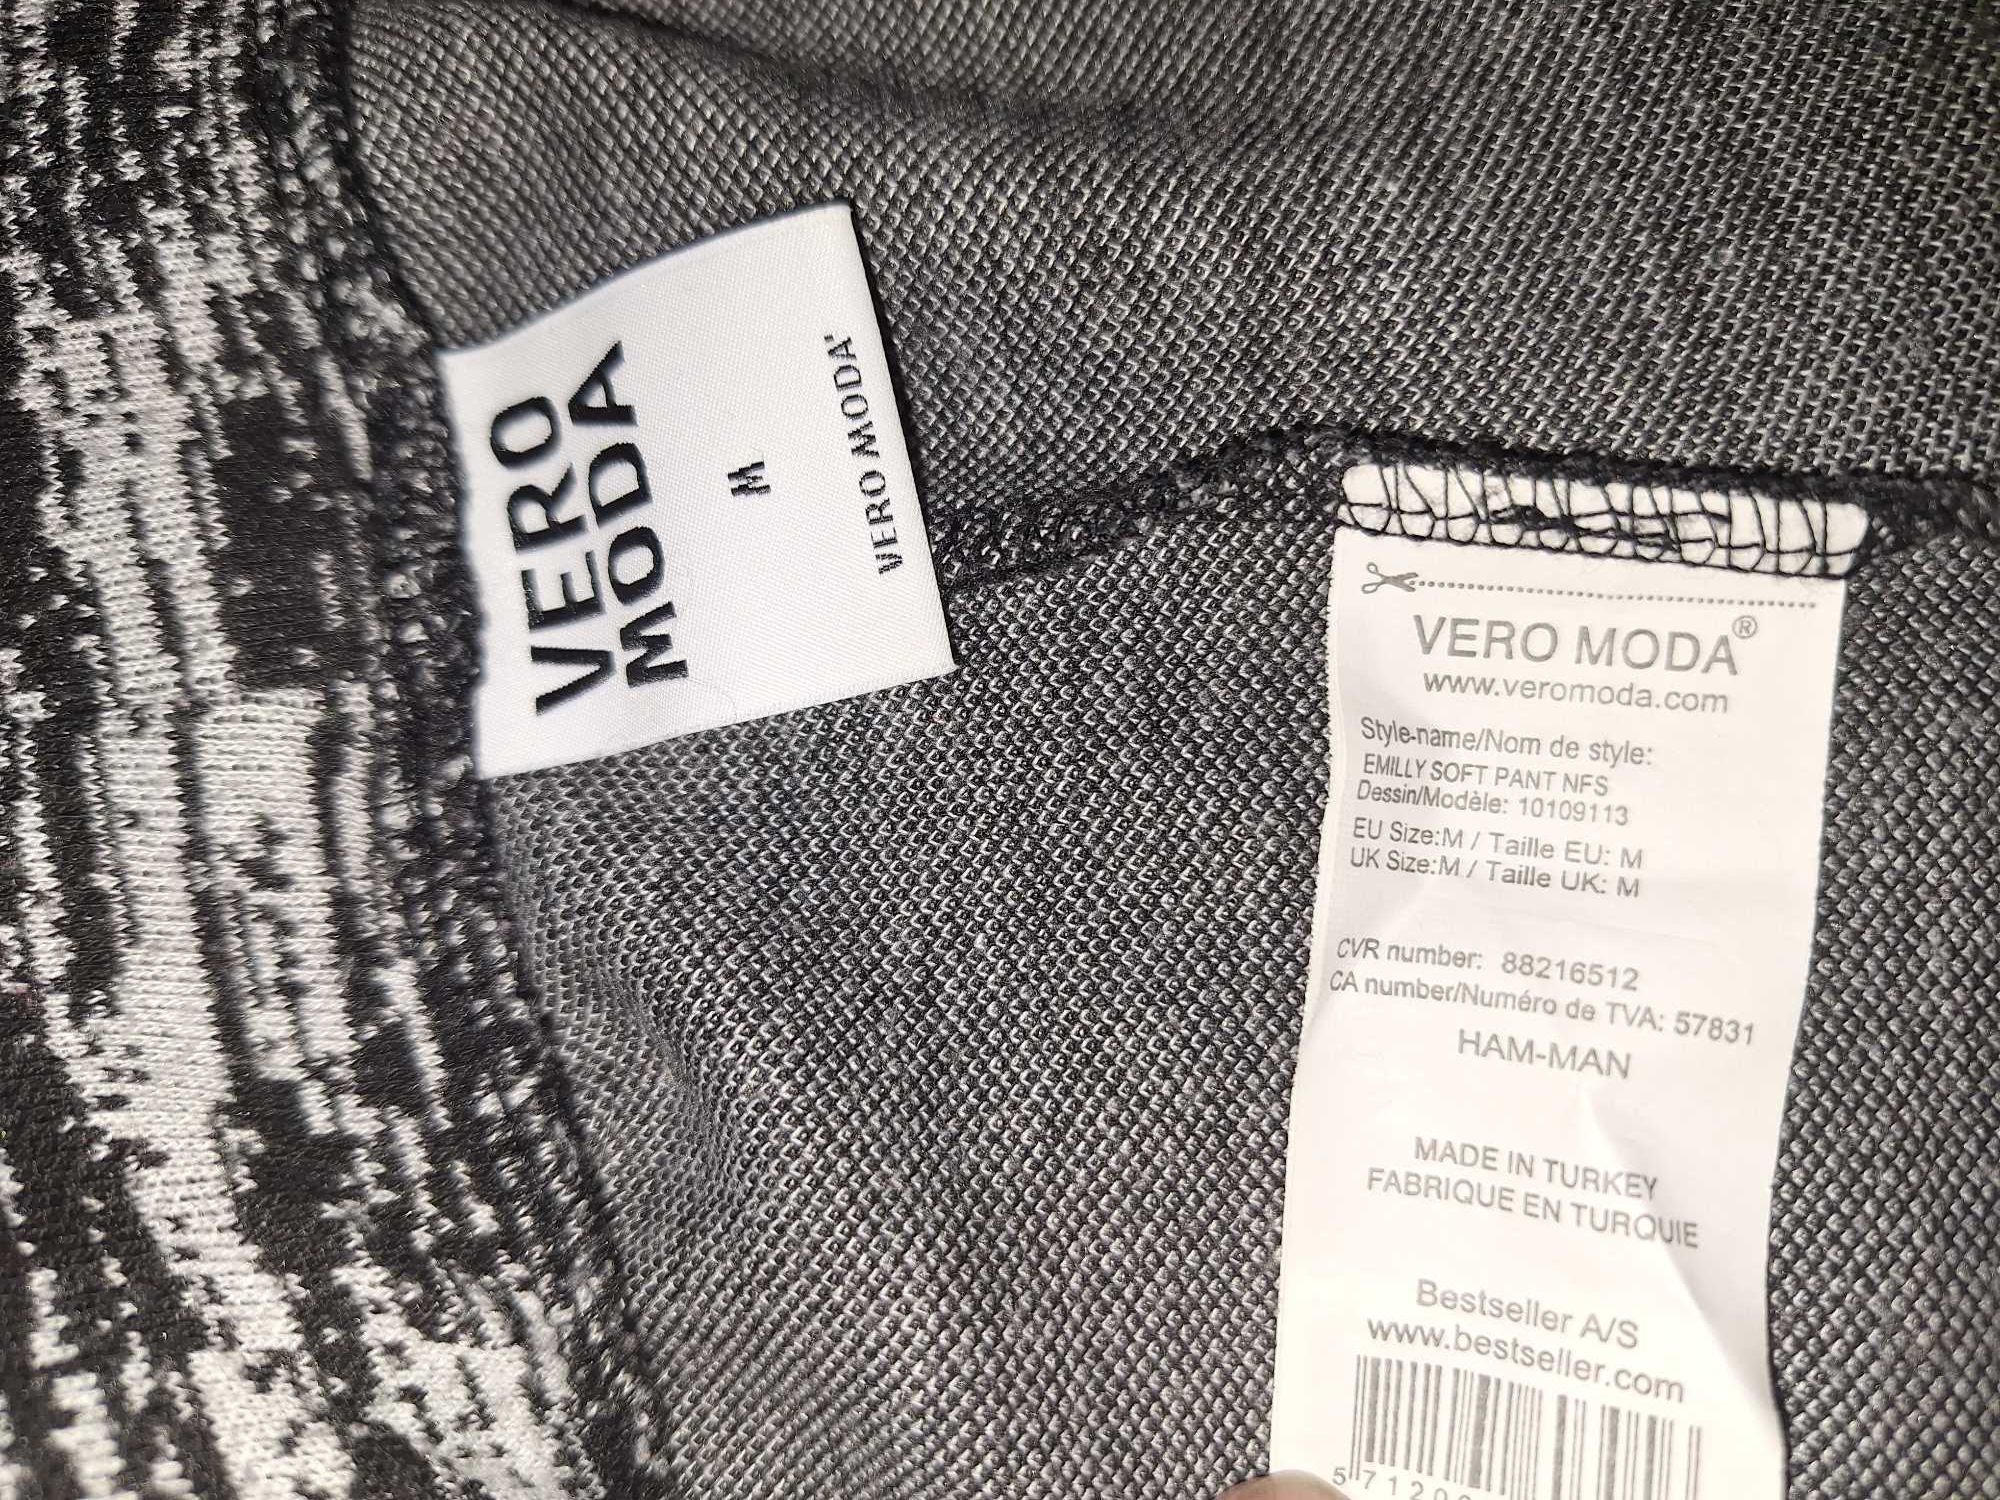 VERO
MODA
M
VERO MODA
VERO MODA®
www.veromoda.com
Style-name/Nom de style:
EMILLY SOFT PANT NFS
Dessin/Modèle: 10109113
EU Size:M / Taille EU: M
UK Size:M / Taille UK: M
CVR number: 88216512
CA number/Numéro de TVA: 57831
HAM-MAN
MADE IN TURKEY
FABRIQUE EN TURQUIE
Bestseller A/S
www.bestseller.com
5 7120